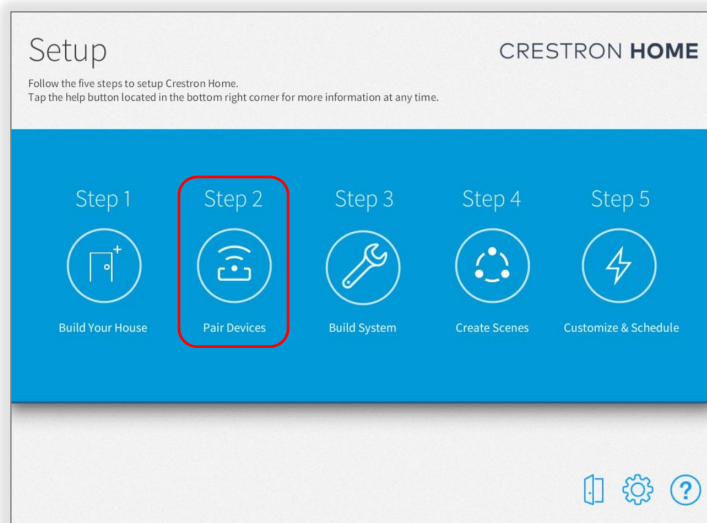 Setup
CRESTRON HOME
Follow the five steps to setup Crestron Home.
Tap the help button located in the bottom right corner for more information at any time.
Step 1
Step 2
Step 3
Step 4
Step 5
Build Your House
Pair Devices
Build System
Create Scenes
Customize & Schedule
?